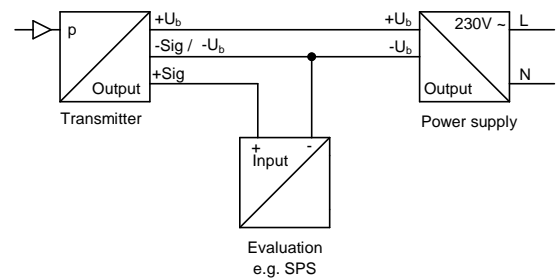 +Ub
+Ub
230V ~
L
p
-Sig / -Ub
-Ub
+Sig
N
Output
Output
Transmitter
Power supply
+ -
Input
Evaluation
e.g. SPS